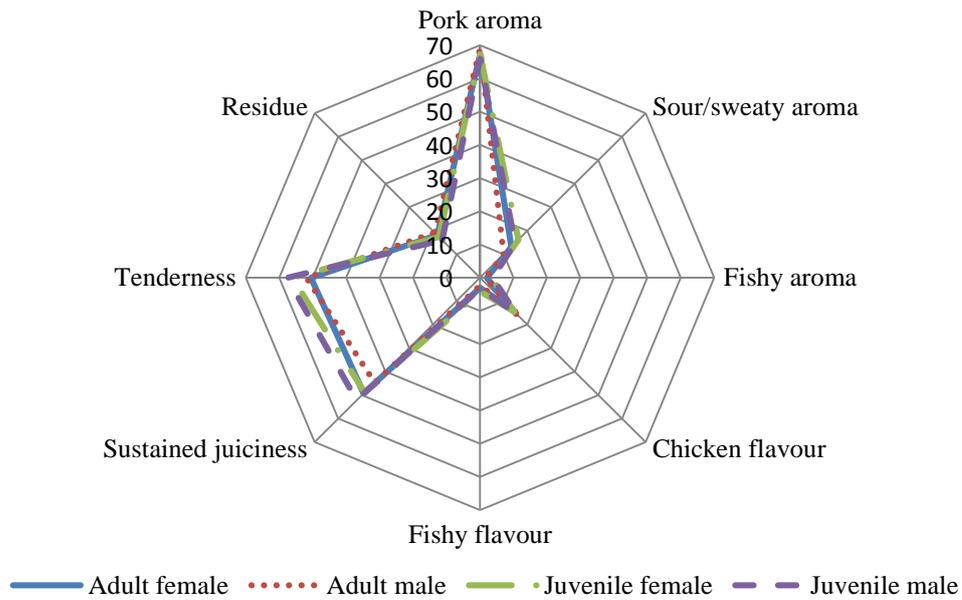 Pork aroma
70
60
50
40
30
20
10
0
Residue
Sour/sweaty aroma
Tenderness
Fishy aroma
Sustained juiciness
Chicken flavour
Fishy flavour
Adult female Adult male Juvenile female Juvenile male